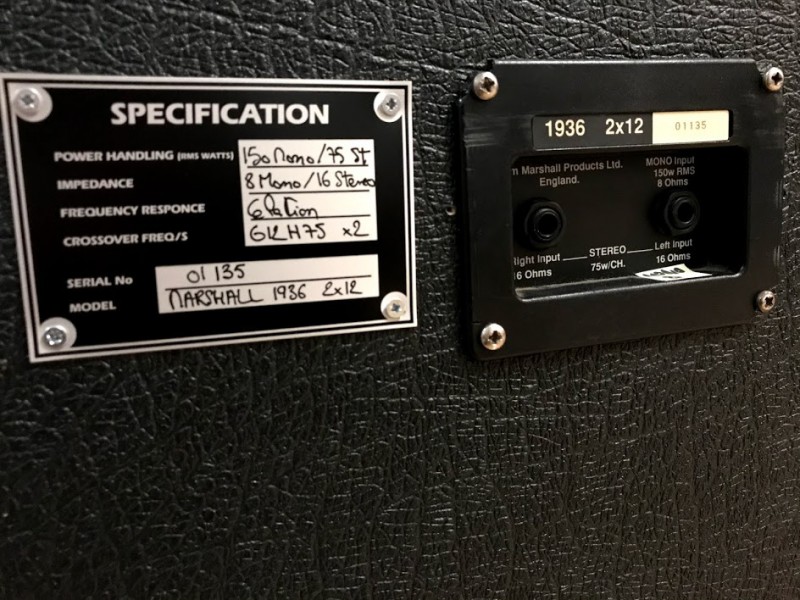 SPECIFICATION
POWER HANDLING (RMS WATTS) 150 Mono/75 St
IMPEDANCE 8 Mono/16 Stereo
FREQUENCY RESPONCE
CROSSOVER FREQ/S G12H75 x2
SERIAL No 01135
MODEL MARSHALL 1936 2x12
1936 2x12 01135
m Marshall Products Ltd.
England.
MONO Input
150w RMS
8 Ohms
Right Input STEREO Left Input
16 Ohms 75w/CH. 16 Ohms